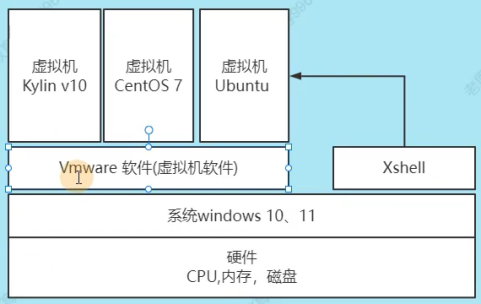 虚拟机
Kylin v10
虚拟机
CentOS 7
虚拟机
Ubuntu
Vmware 软件(虚拟机软件)
Xshell
系统windows 10、11
硬件
CPU,内存，磁盘